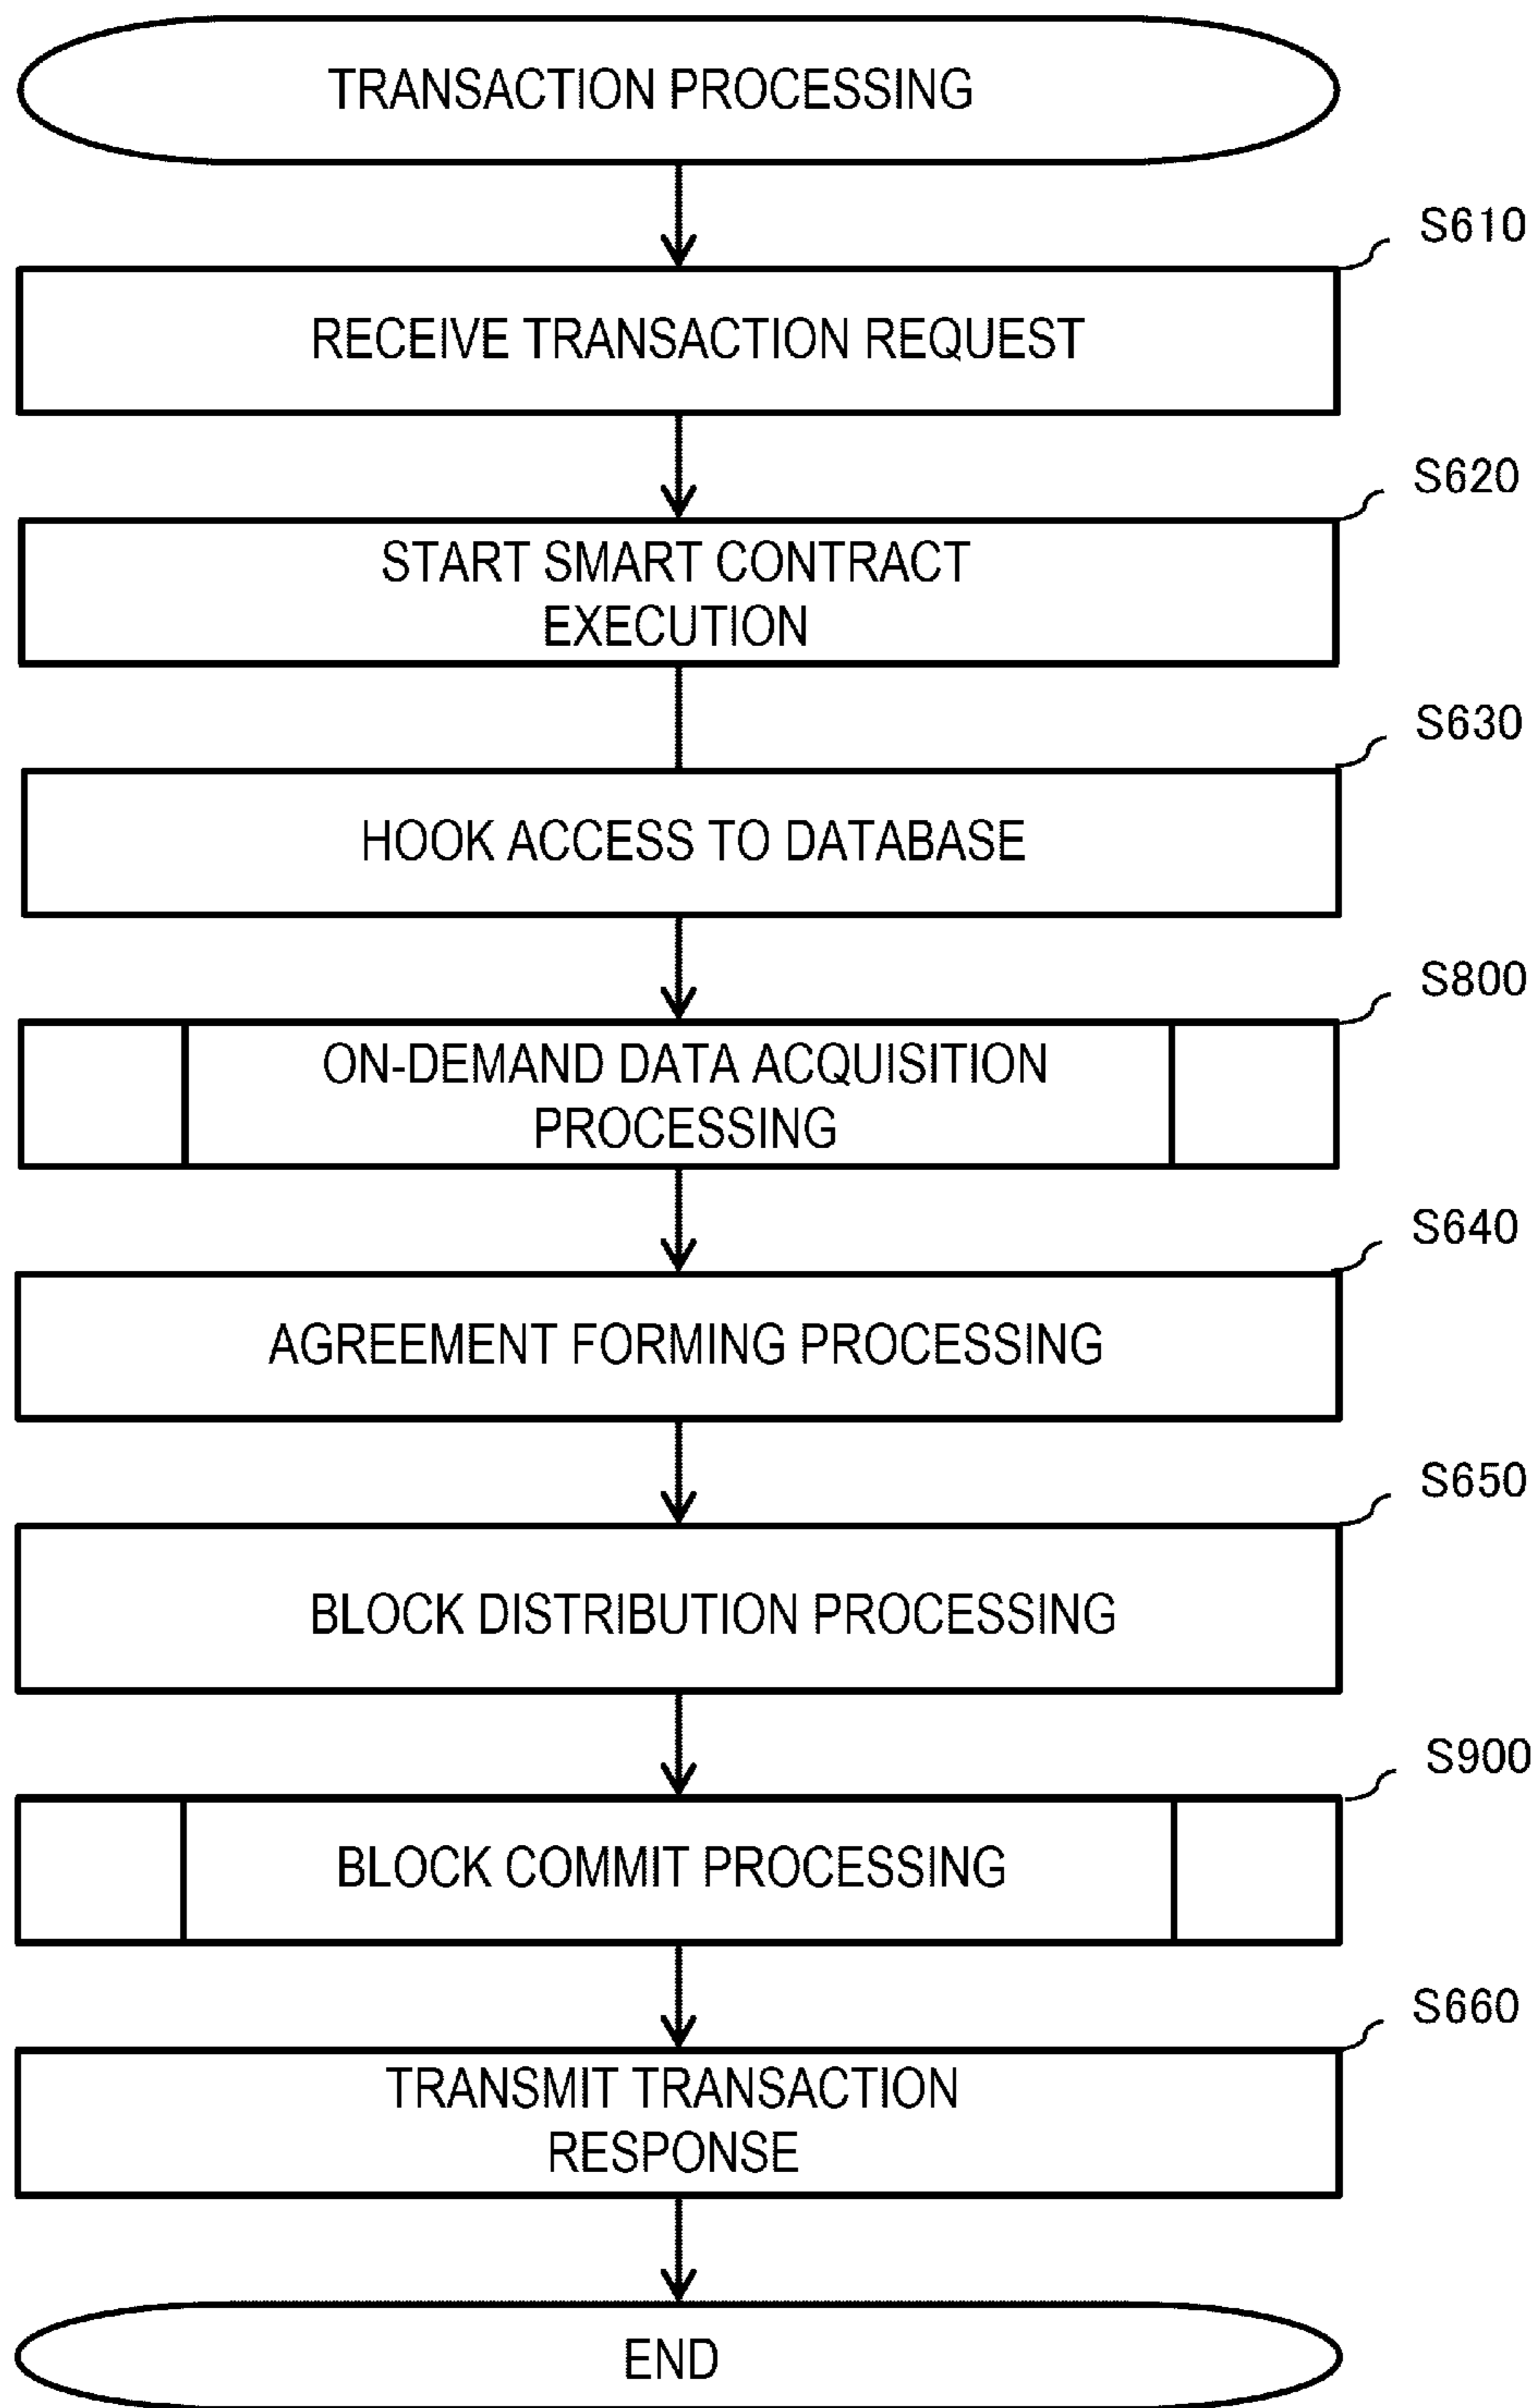 TRANSACTION PROCESSING
S610
RECEIVE TRANSACTION REQUEST
S620
START SMART CONTRACT
EXECUTION
S630
HOOK ACCESS TO DATABASE
S800
ON-DEMAND DATA ACQUISITION
PROCESSING
S640
AGREEMENT FORMING PROCESSING
S650
BLOCK DISTRIBUTION PROCESSING
S900
BLOCK COMMIT PROCESSING
S660
TRANSMIT TRANSACTION
RESPONSE
END